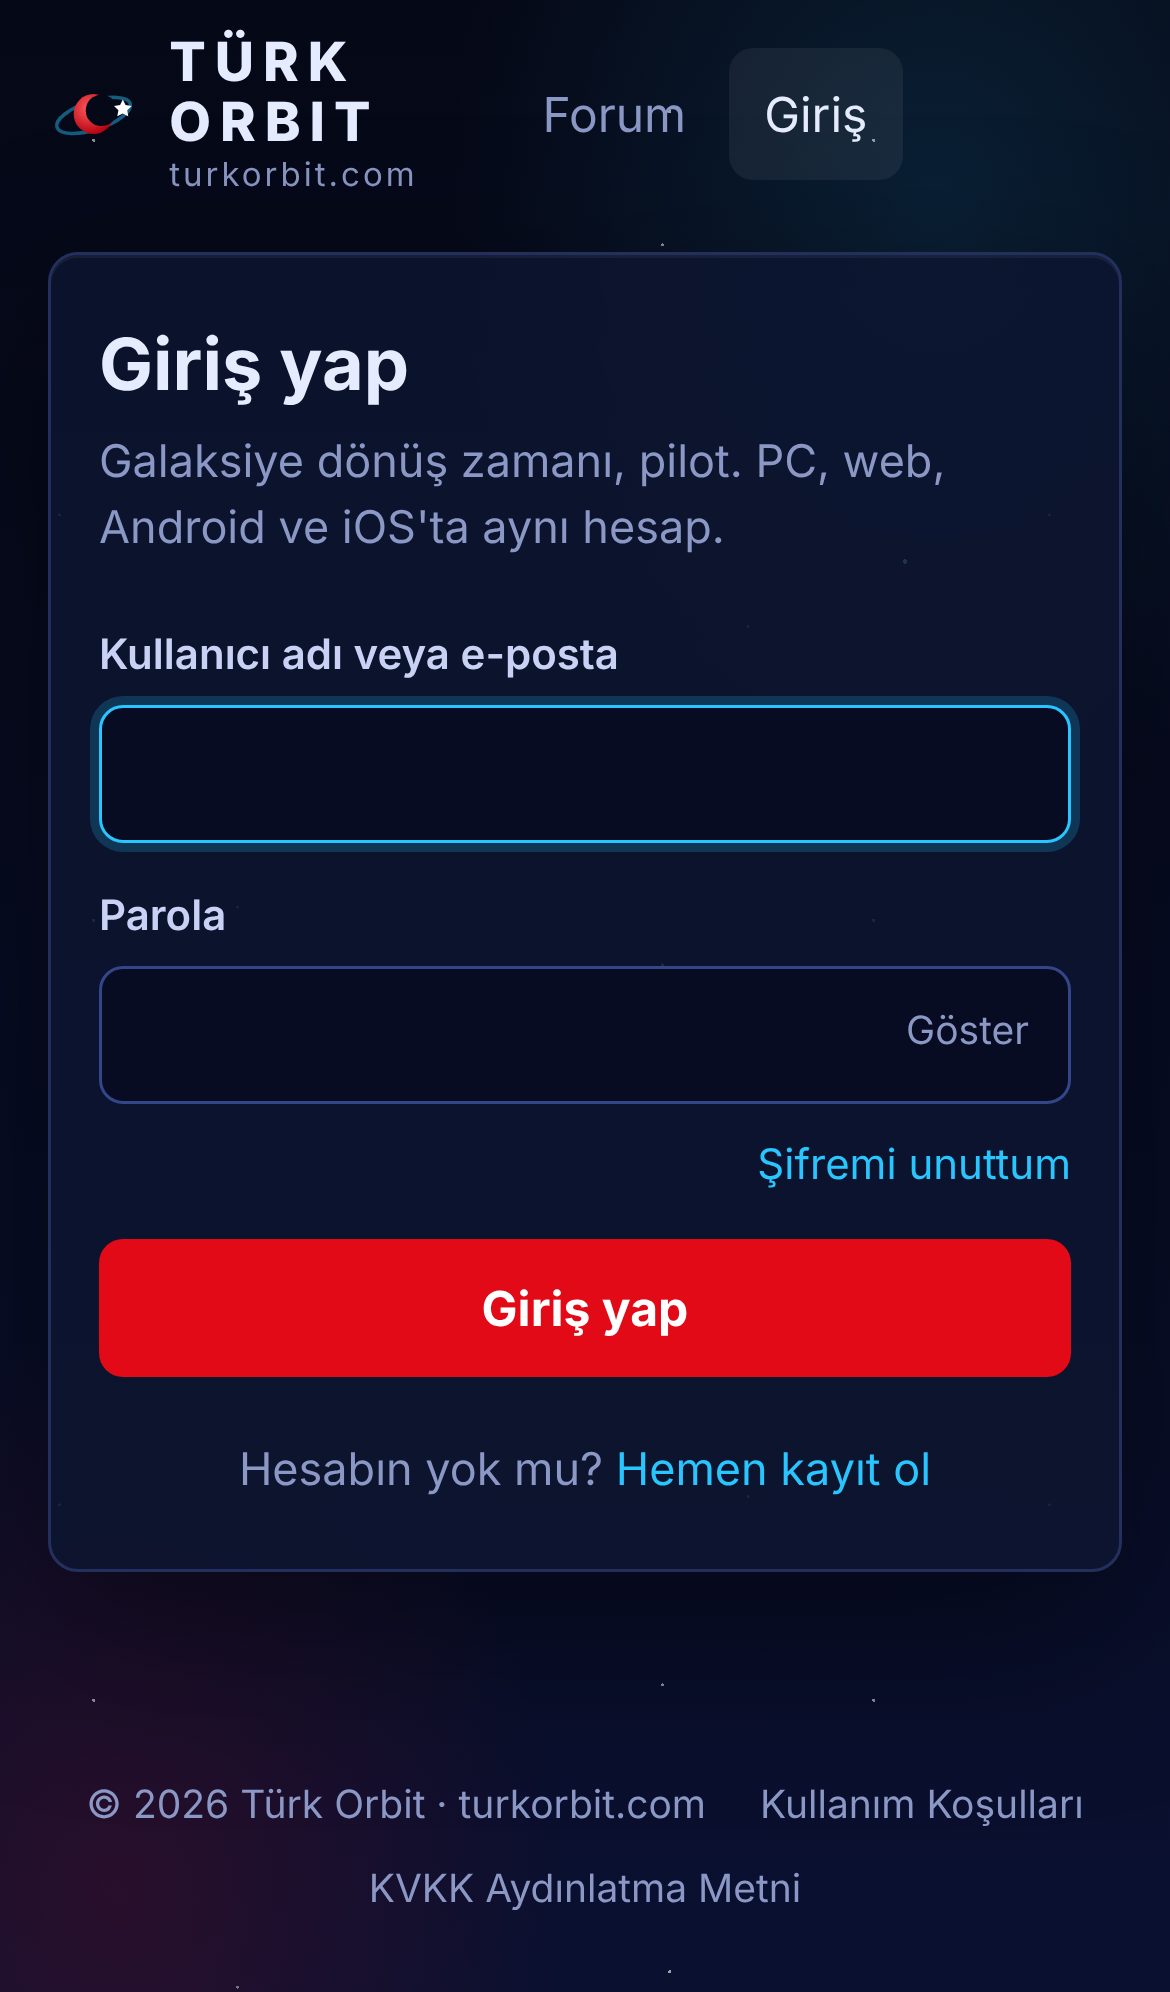 TÜRK
ORBIT
turkorbit.com
Forum
Giriş
Giriş yap
Galaksiye dönüş zamanı, pilot. PC, web,
Android ve iOS'ta aynı hesap.
Kullanıcı adı veya e-posta
Parola
Göster
Şifremi unuttum
Giriş yap
Hesabın yok mu? Hemen kayıt ol
© 2026 Türk Orbit · turkorbit.com
Kullanım Koşulları
KVKK Aydınlatma Metni